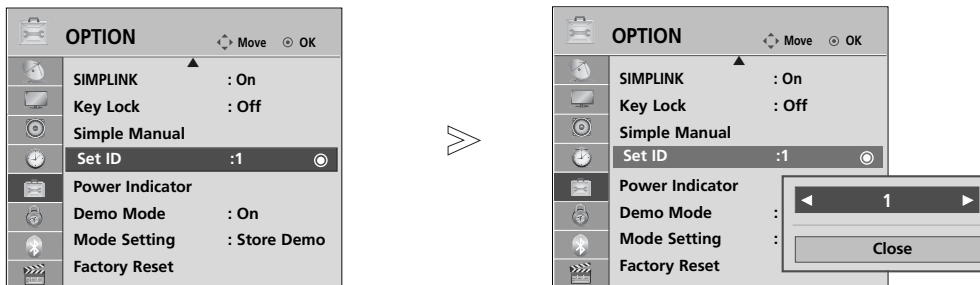 OPTION Move OK
SIMPLINK : On
Key Lock : Off
Simple Manual
Set ID :1
Power Indicator
Demo Mode : On
Mode Setting : Store Demo
Factory Reset
OPTION Move OK
SIMPLINK : On
Key Lock : Off
Simple Manual
Set ID :1
Power Indicator
Demo Mode :
Mode Setting :
Factory Reset
◄ 1 ►
Close